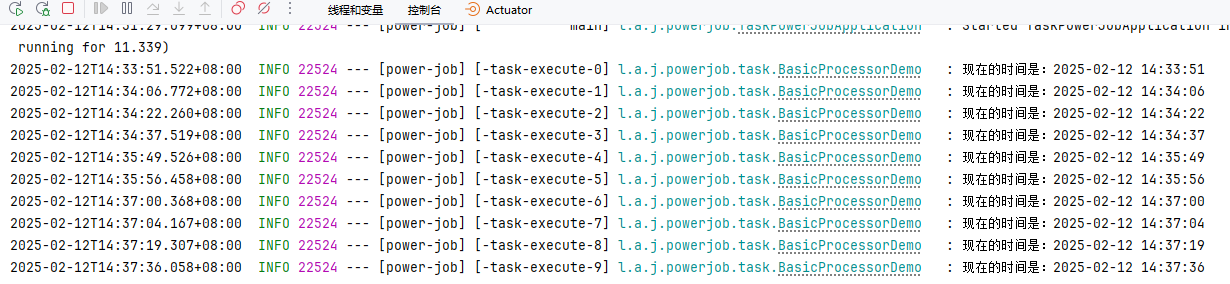 线程和变量 控制台 Actuator
2025-02-12T14:31:29.099+08:00  INFO 22524 --- [power-job] [           main] l.a.j.powerjob.TaskPowerJobApplication   : Started TaskPowerJobApplication in
running for 11.339)
2025-02-12T14:33:51.522+08:00  INFO 22524 --- [power-job] [-task-execute-0] l.a.j.powerjob.task.BasicProcessorDemo   : 现在的时间是：2025-02-12 14:33:51
2025-02-12T14:34:06.772+08:00  INFO 22524 --- [power-job] [-task-execute-1] l.a.j.powerjob.task.BasicProcessorDemo   : 现在的时间是：2025-02-12 14:34:06
2025-02-12T14:34:22.260+08:00  INFO 22524 --- [power-job] [-task-execute-2] l.a.j.powerjob.task.BasicProcessorDemo   : 现在的时间是：2025-02-12 14:34:22
2025-02-12T14:34:37.519+08:00  INFO 22524 --- [power-job] [-task-execute-3] l.a.j.powerjob.task.BasicProcessorDemo   : 现在的时间是：2025-02-12 14:34:37
2025-02-12T14:35:49.526+08:00  INFO 22524 --- [power-job] [-task-execute-4] l.a.j.powerjob.task.BasicProcessorDemo   : 现在的时间是：2025-02-12 14:35:49
2025-02-12T14:35:56.458+08:00  INFO 22524 --- [power-job] [-task-execute-5] l.a.j.powerjob.task.BasicProcessorDemo   : 现在的时间是：2025-02-12 14:35:56
2025-02-12T14:37:00.368+08:00  INFO 22524 --- [power-job] [-task-execute-6] l.a.j.powerjob.task.BasicProcessorDemo   : 现在的时间是：2025-02-12 14:37:00
2025-02-12T14:37:04.167+08:00  INFO 22524 --- [power-job] [-task-execute-7] l.a.j.powerjob.task.BasicProcessorDemo   : 现在的时间是：2025-02-12 14:37:04
2025-02-12T14:37:19.307+08:00  INFO 22524 --- [power-job] [-task-execute-8] l.a.j.powerjob.task.BasicProcessorDemo   : 现在的时间是：2025-02-12 14:37:19
2025-02-12T14:37:36.058+08:00  INFO 22524 --- [power-job] [-task-execute-9] l.a.j.powerjob.task.BasicProcessorDemo   : 现在的时间是：2025-02-12 14:37:36